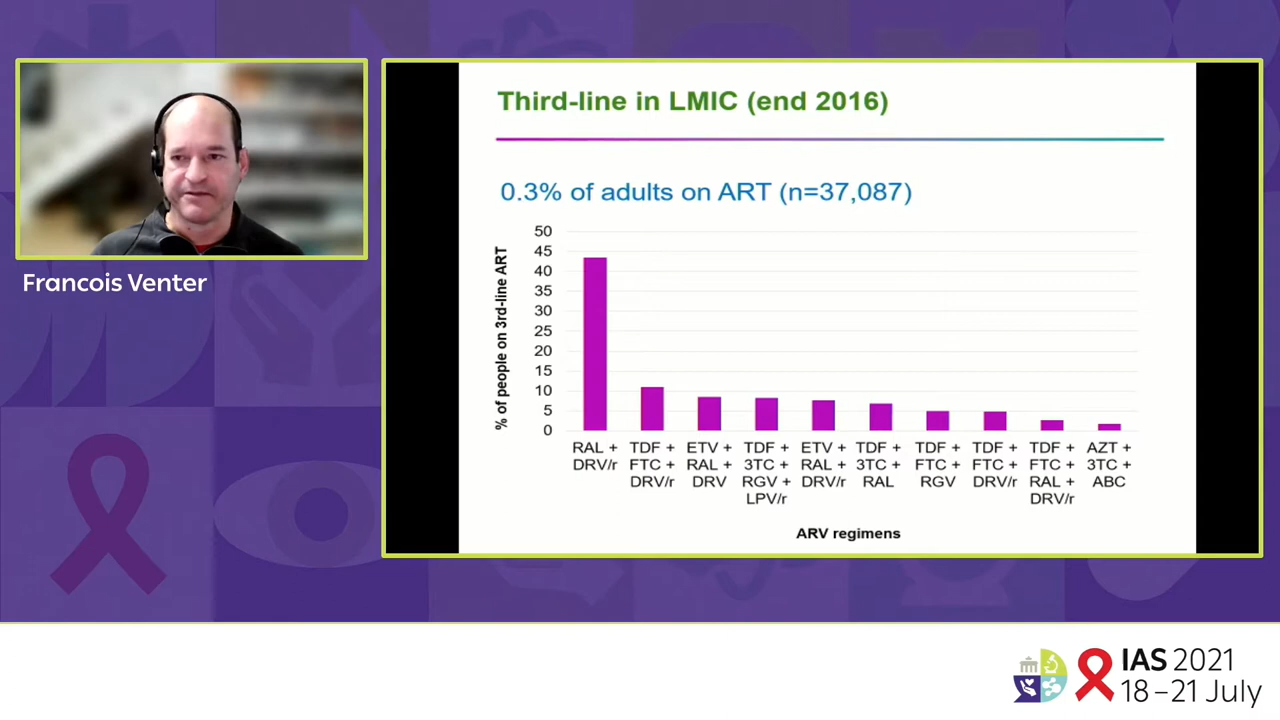 Francois Venter
Third-line in LMIC (end 2016)
0.3% of adults on ART (n=37,087)
% of people on 3rd-line ART
50
45
40
35
30
25
20
15
10
5
0
RAL +
DRV/r
TDF +
FTC +
DRV/r
ETV +
RAL +
DRV
TDF +
3TC +
RGV +
LPV/r
ETV +
RAL +
DRV/r
TDF +
3TC +
RAL
TDF +
FTC +
RGV
TDF +
FTC +
DRV/r
TDF +
FTC +
RAL +
DRV/r
AZT +
3TC +
ABC
ARV regimens
IAS 2021
18–21 July